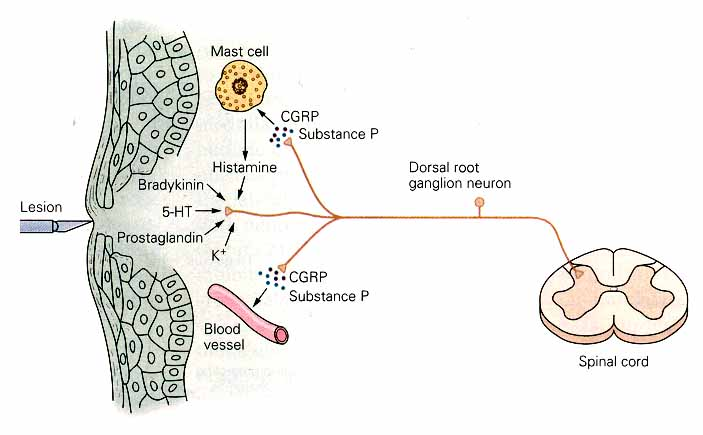 Mast cell
CGRP
Substance P
Histamine
Bradykinin
Dorsal root
ganglion neuron
Lesion
5-HT
Prostaglandin
K+
CGRP
Substance P
Blood
vessel
Spinal cord